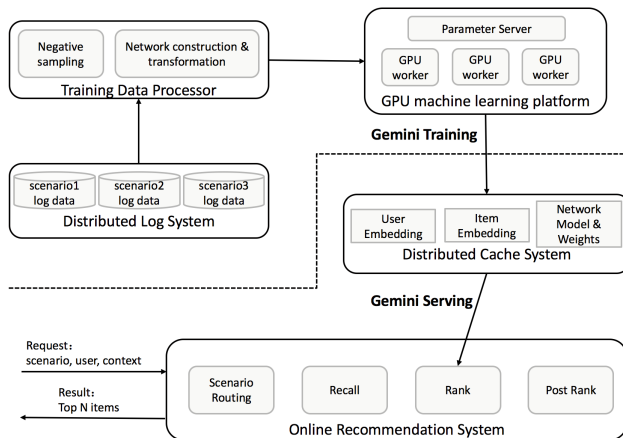 Negative
sampling
Network construction &
transformation
Training Data Processor
Parameter Server
GPU
worker
GPU
worker
GPU
worker
GPU machine learning platform
Gemini Training
scenario1
log data
scenario2
log data
scenario3
log data
Distributed Log System
User
Embedding
Item
Embedding
Network
Model &
Weights
Distributed Cache System
Gemini Serving
Request：
scenario, user, context
Result：
Top N items
Scenario
Routing
Recall
Rank
Post Rank
Online Recommendation System